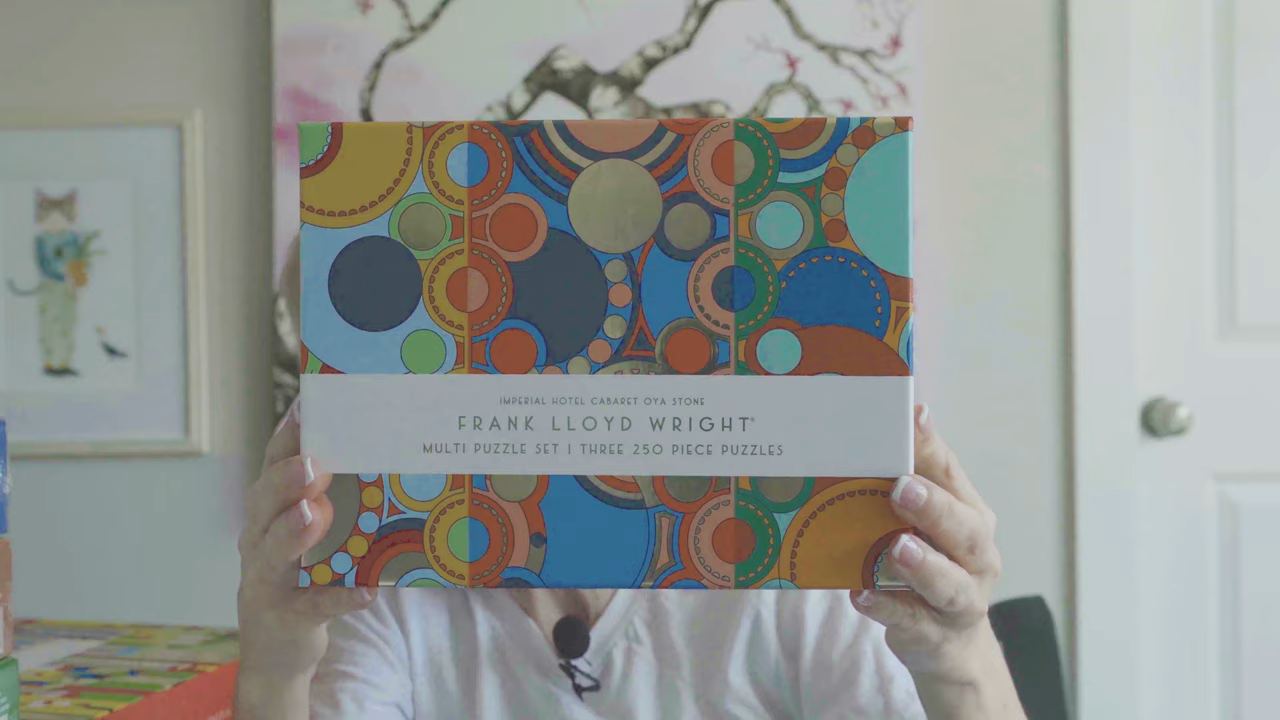 IMPERIAL HOTEL CABARET OYA STONE
FRANK LLOYD WRIGHT®
MULTI PUZZLE SET | THREE 250 PIECE PUZZLES